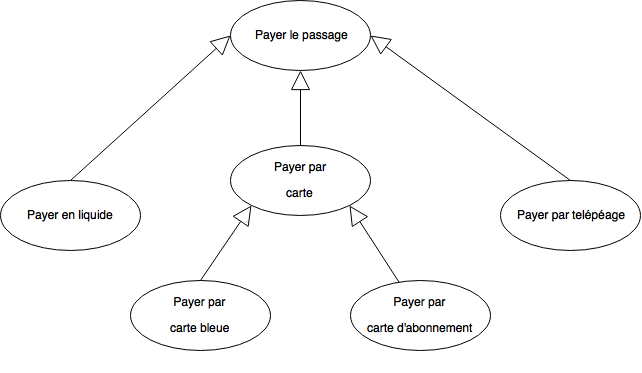 Payer le passage
Payer par
carte
Payer en liquide
Payer par telépéage
Payer par
carte bleue
Payer par
carte d'abonnement